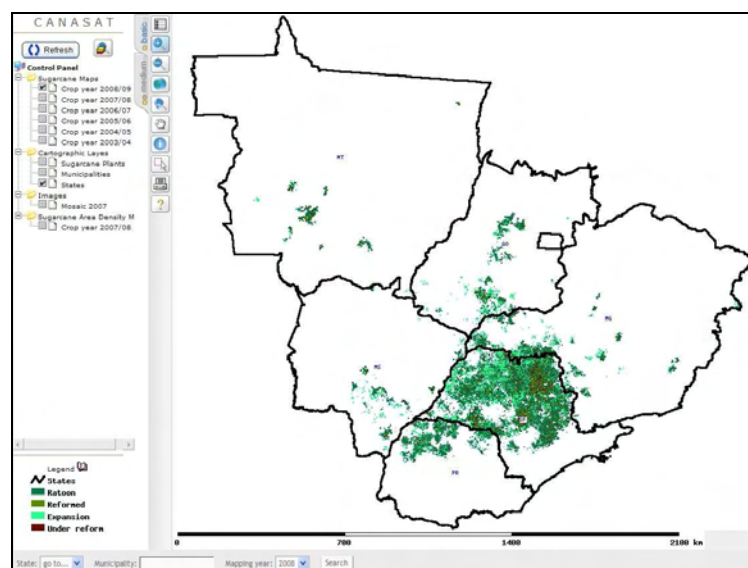 CANASAT
Refresh
basic
medium
Control Panel
Sugarcane Maps
Crop year 2008/09
Crop year 2007/08
Crop year 2006/07
Crop year 2005/06
Crop year 2004/05
Crop year 2003/04
Cartographic Layes
Sugarcane Plants
Municipalities
States
Images
Mosaic 2007
Sugarcane Area Density M
Crop year 2007/08
MT
GO
MG
MS
SP
PR
Legend
States
Ratoon
Reformed
Expansion
Under reform
0 700 1400 2100 km
State: go to.... Municipality: Mapping year: 2008 Search